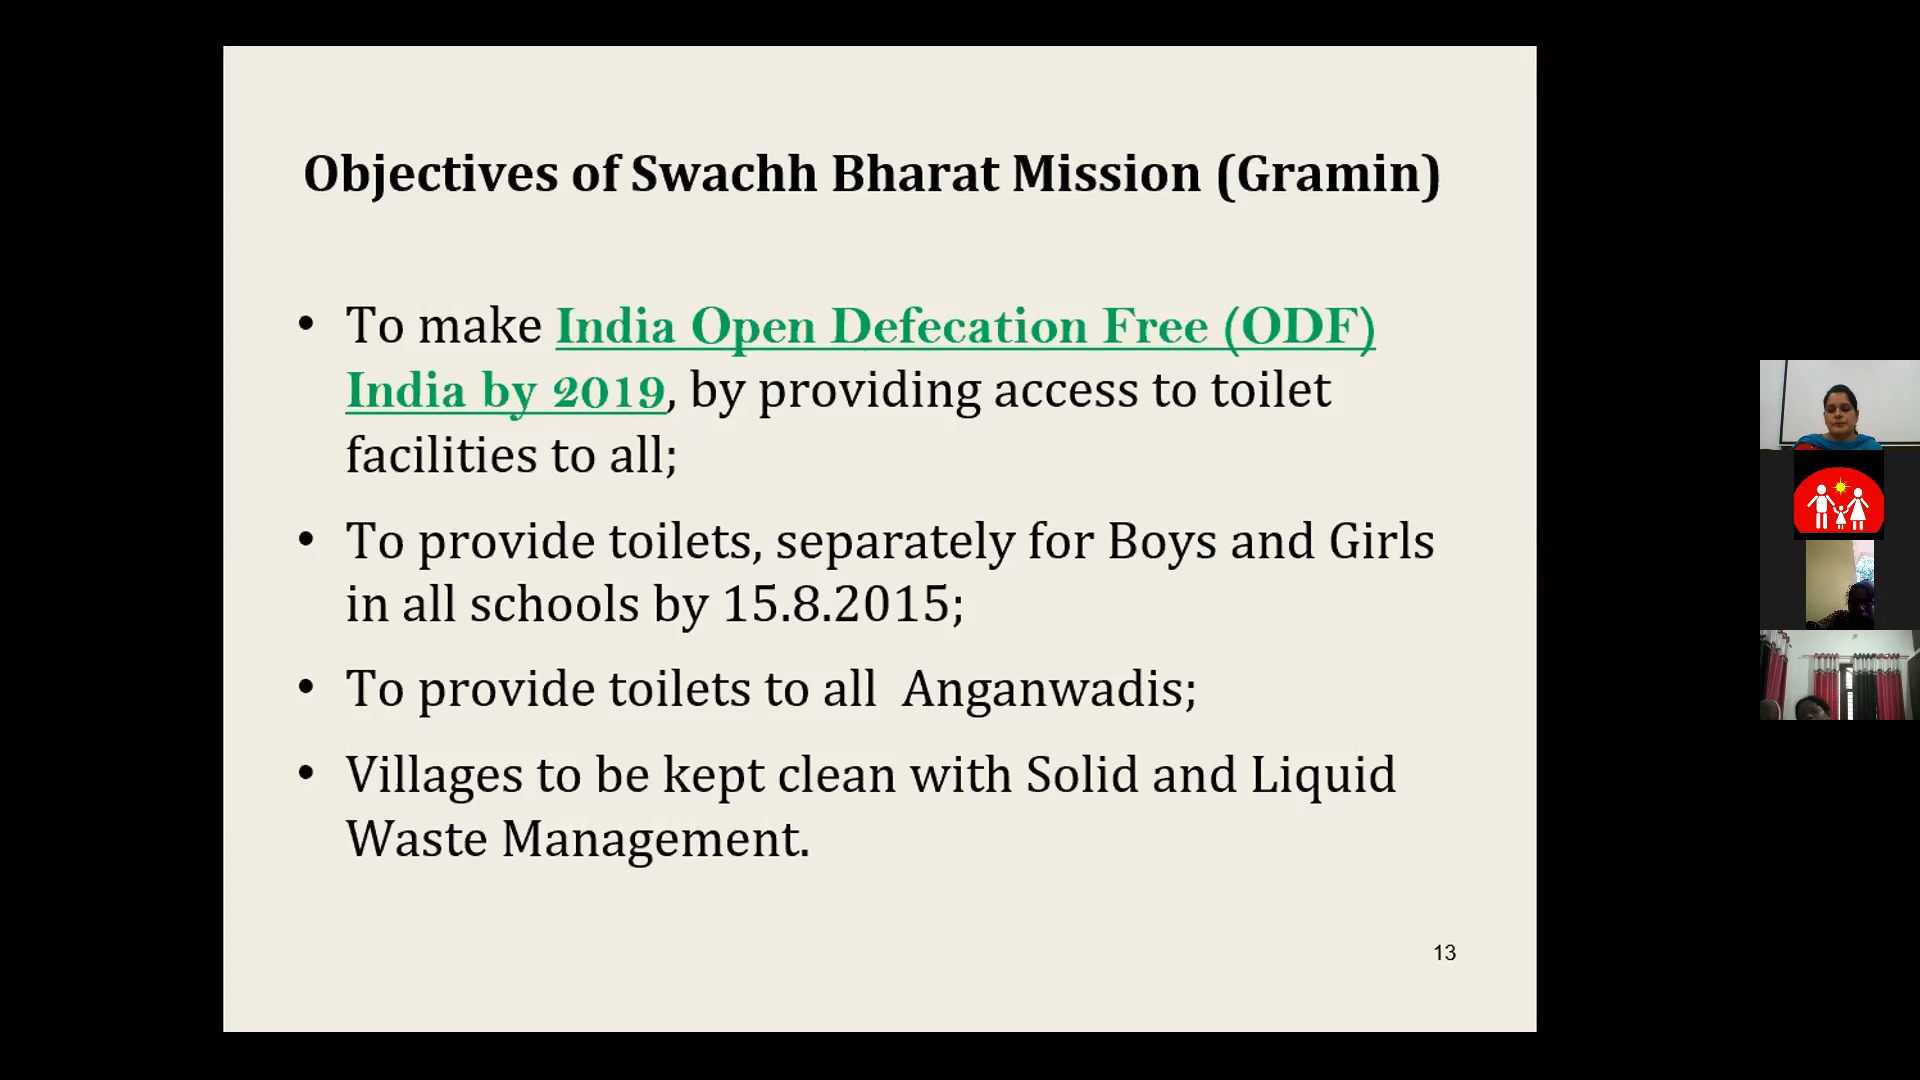 Objectives of Swachh Bharat Mission (Gramin)
• To make India Open Defecation Free (ODF)
India by 2019, by providing access to toilet
facilities to all;
• To provide toilets, separately for Boys and Girls
in all schools by 15.8.2015;
• To provide toilets to all  Anganwadis;
• Villages to be kept clean with Solid and Liquid
Waste Management.
13